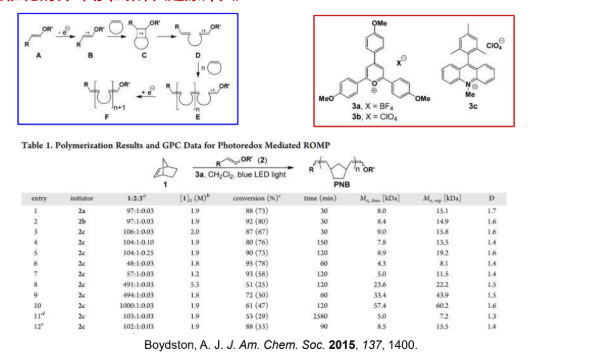 R OR' - e⊖ R OR' OR' OR'
A B C D
n
R OR' + e⊖ R OR'
n+1 n
F E
OMe
X⊖
MeO O⊕ OMe
3a, X = BF4
3b, X = ClO4
ClO4⊖
N⊕
Me
3c
Table 1. Polymerization Results and GPC Data for Photoredox Mediated ROMP
R OR' (2)
3a, CH2Cl2, blue LED light
R n OR'
1 PNB
entry initiator 1:2:3a [1]0 (M)b conversion (%)c time (min) Mn, theo [kDa] Mn, exp [kDa] Đ
1 2a 97:1:0.03 1.9 88 (73) 30 8.0 15.1 1.7
2 2b 97:1:0.03 1.9 92 (80) 30 8.4 14.9 1.6
3 2c 106:1:0.03 2.0 87 (67) 30 9.0 15.8 1.6
4 2c 104:1:0.10 1.9 80 (76) 150 7.8 13.5 1.4
5 2c 104:1:0.25 1.9 90 (73) 120 8.9 19.2 1.6
6 2c 48:1:0.03 1.8 95 (78) 60 4.3 8.1 1.4
7 2c 57:1:0.03 1.2 93 (58) 120 5.0 11.5 1.4
8 2c 491:1:0.03 5.3 51 (25) 120 23.6 22.2 1.5
9 2c 494:1:0.03 1.8 72 (50) 60 33.4 43.9 1.5
10 2c 1000:1:0.03 1.9 61 (47) 120 57.4 60.2 1.6
11d 2c 103:1:0.03 1.9 53 (29) 2580 5.0 7.2 1.3
12e 2c 102:1:0.03 1.9 88 (53) 90 8.5 15.5 1.4
Boydston, A. J. J. Am. Chem. Soc. 2015, 137, 1400.